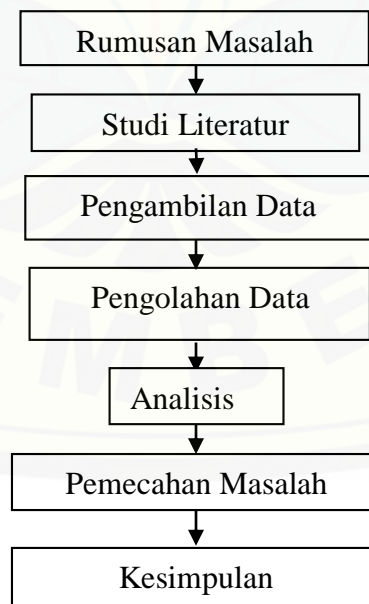 Rumusan Masalah
Studi Literatur
Pengambilan Data
Pengolahan Data
Analisis
Pemecahan Masalah
Kesimpulan